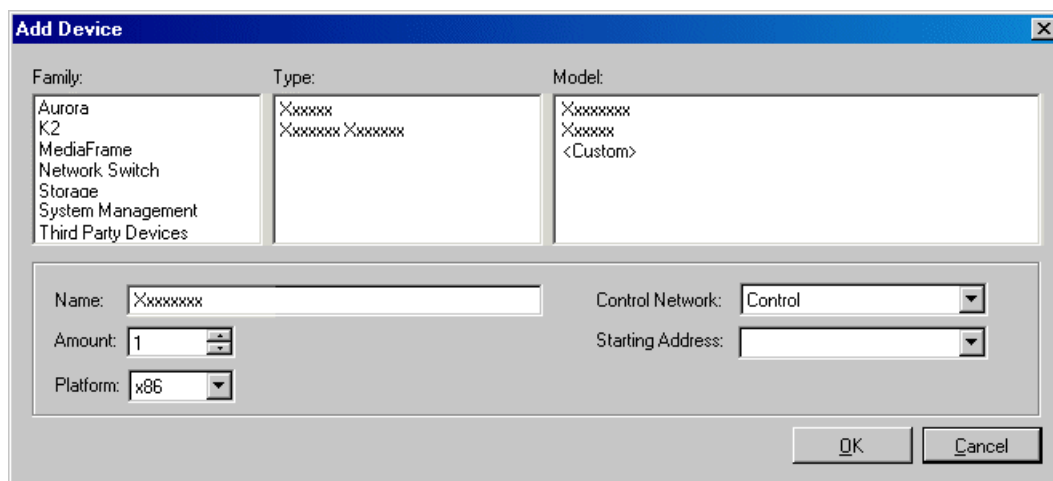 Add Device
Family:
Aurora
K2
MediaFrame
Network Switch
Storage
System Management
Third Party Devices
Type:
Xxxxxx
Xxxxxxx Xxxxxxx
Model:
Xxxxxxxx
Xxxxxx
<Custom>
Name: Xxxxxxxx
Amount: 1
Platform: x86
Control Network: Control
Starting Address:
OK
Cancel